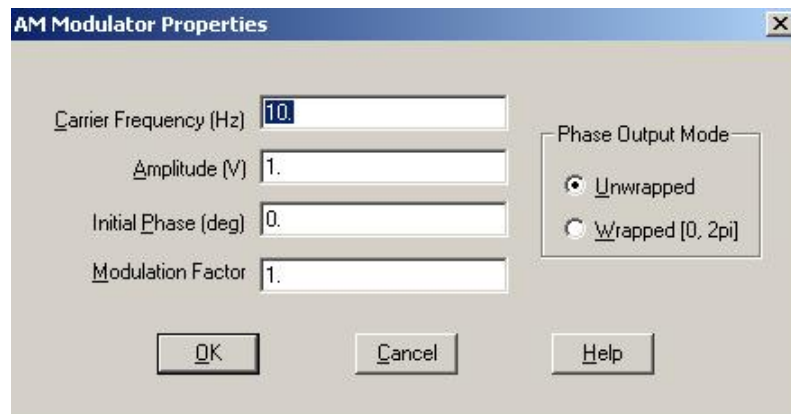 AM Modulator Properties
Carrier Frequency (Hz) 10.
Amplitude (V) 1.
Initial Phase (deg) 0.
Modulation Factor 1.
Phase Output Mode
Unwrapped
Wrapped [0, 2pi]
OK Cancel Help